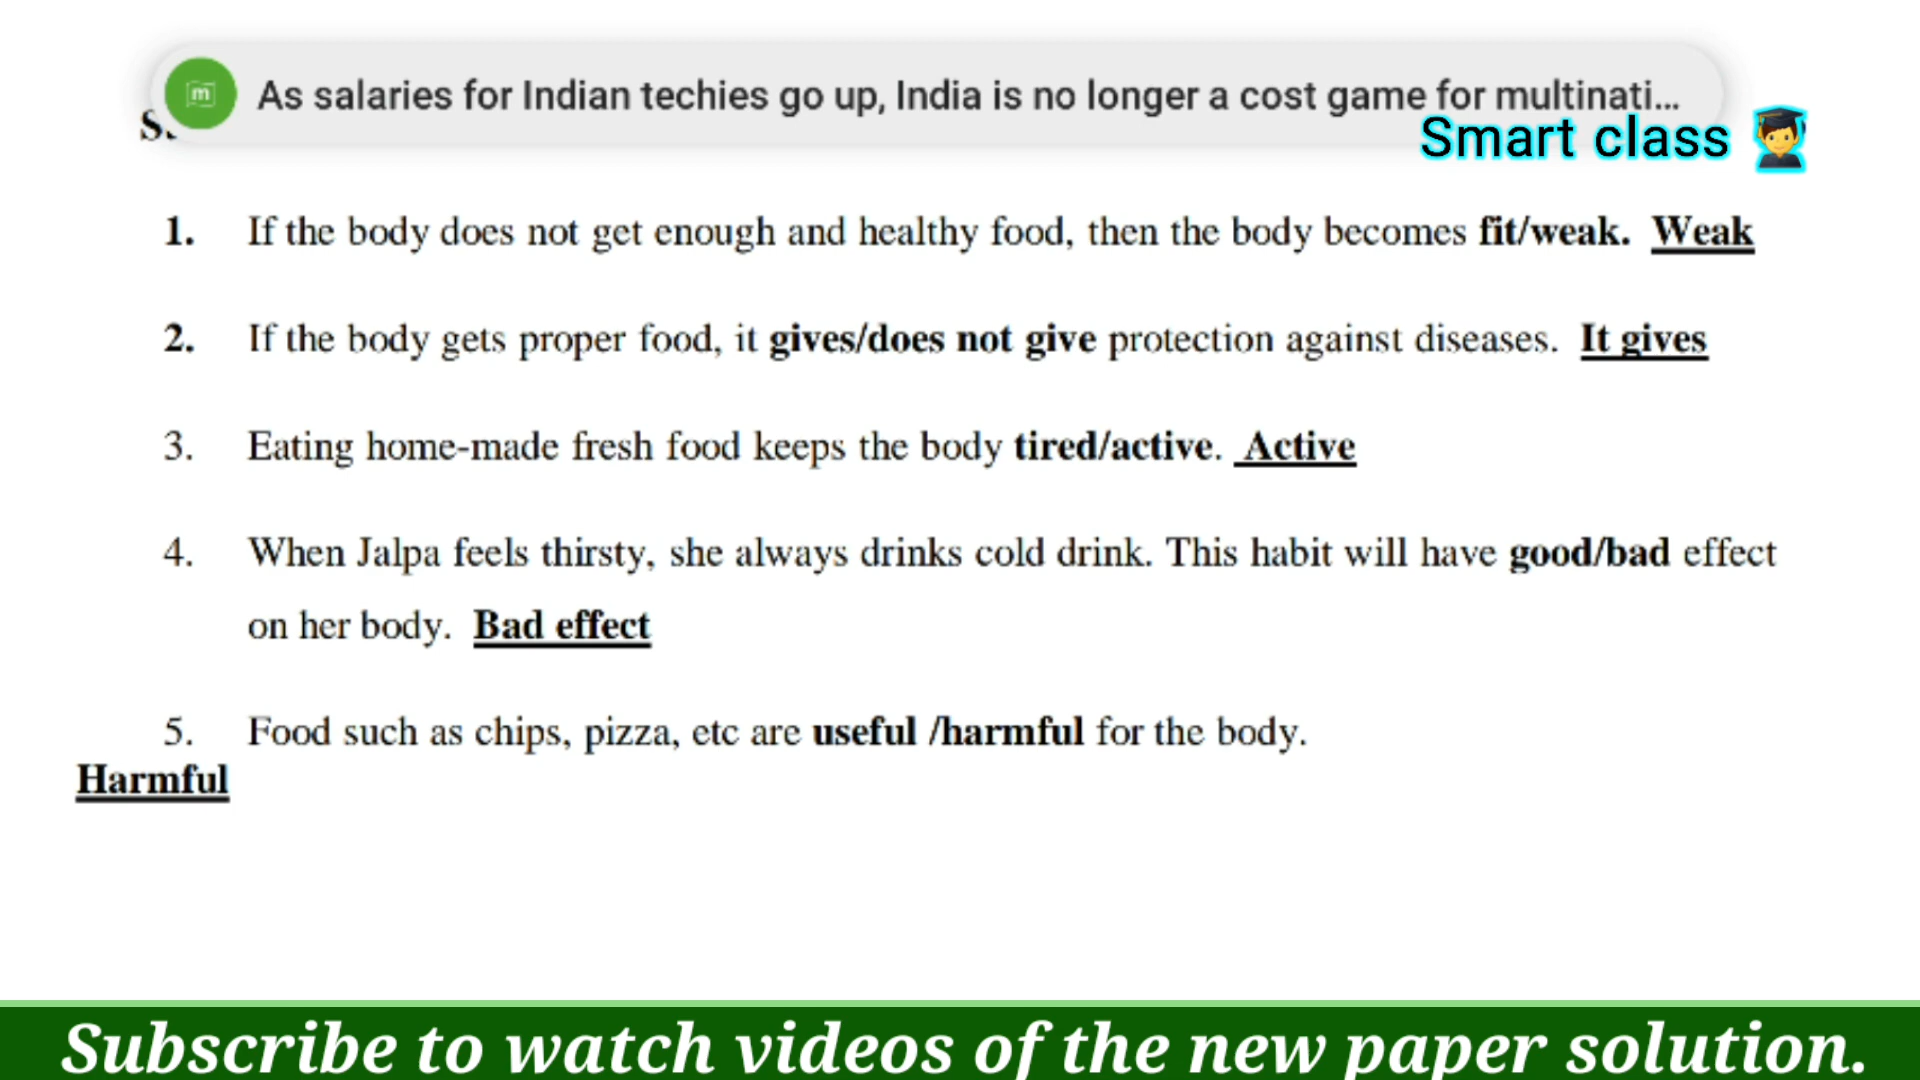 As salaries for Indian techies go up, India is no longer a cost game for multinati...
Smart class
1. If the body does not get enough and healthy food, then the body becomes fit/weak. Weak
2. If the body gets proper food, it gives/does not give protection against diseases. It gives
3. Eating home-made fresh food keeps the body tired/active. Active
4. When Jalpa feels thirsty, she always drinks cold drink. This habit will have good/bad effect
on her body. Bad effect
5. Food such as chips, pizza, etc are useful /harmful for the body.
Harmful
Subscribe to watch videos of the new paper solution.